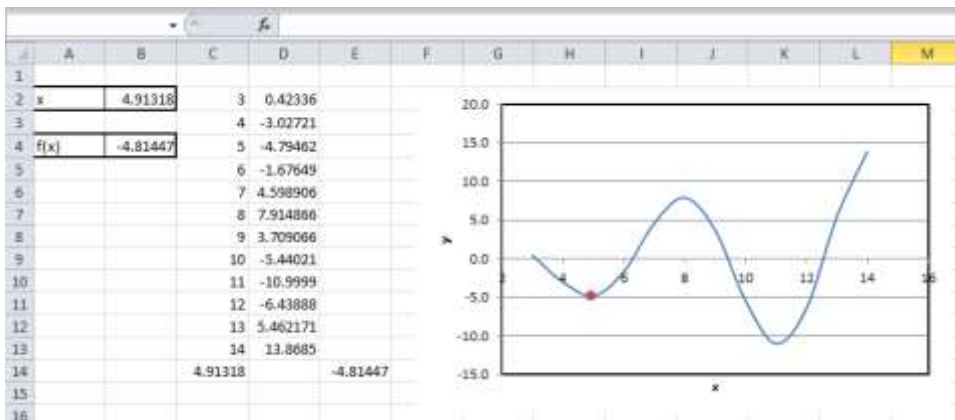 fx
A B C D E F G H I J K L M
1
2 x 4.91318 3 0.42336
3 4 -3.02721
4 f(x) -4.81447 5 -4.79462
5 6 -1.67649
6 7 4.598906
7 8 7.914866
8 9 3.709066
9 10 -5.44021
10 11 -10.9999
11 12 -6.43888
12 13 5.462171
13 14 13.8685
14 4.91318 -4.81447
15
16
20.0
15.0
10.0
5.0
0.0
-5.0
-10.0
-15.0
2 4 6 8 10 12 14 16
y
x